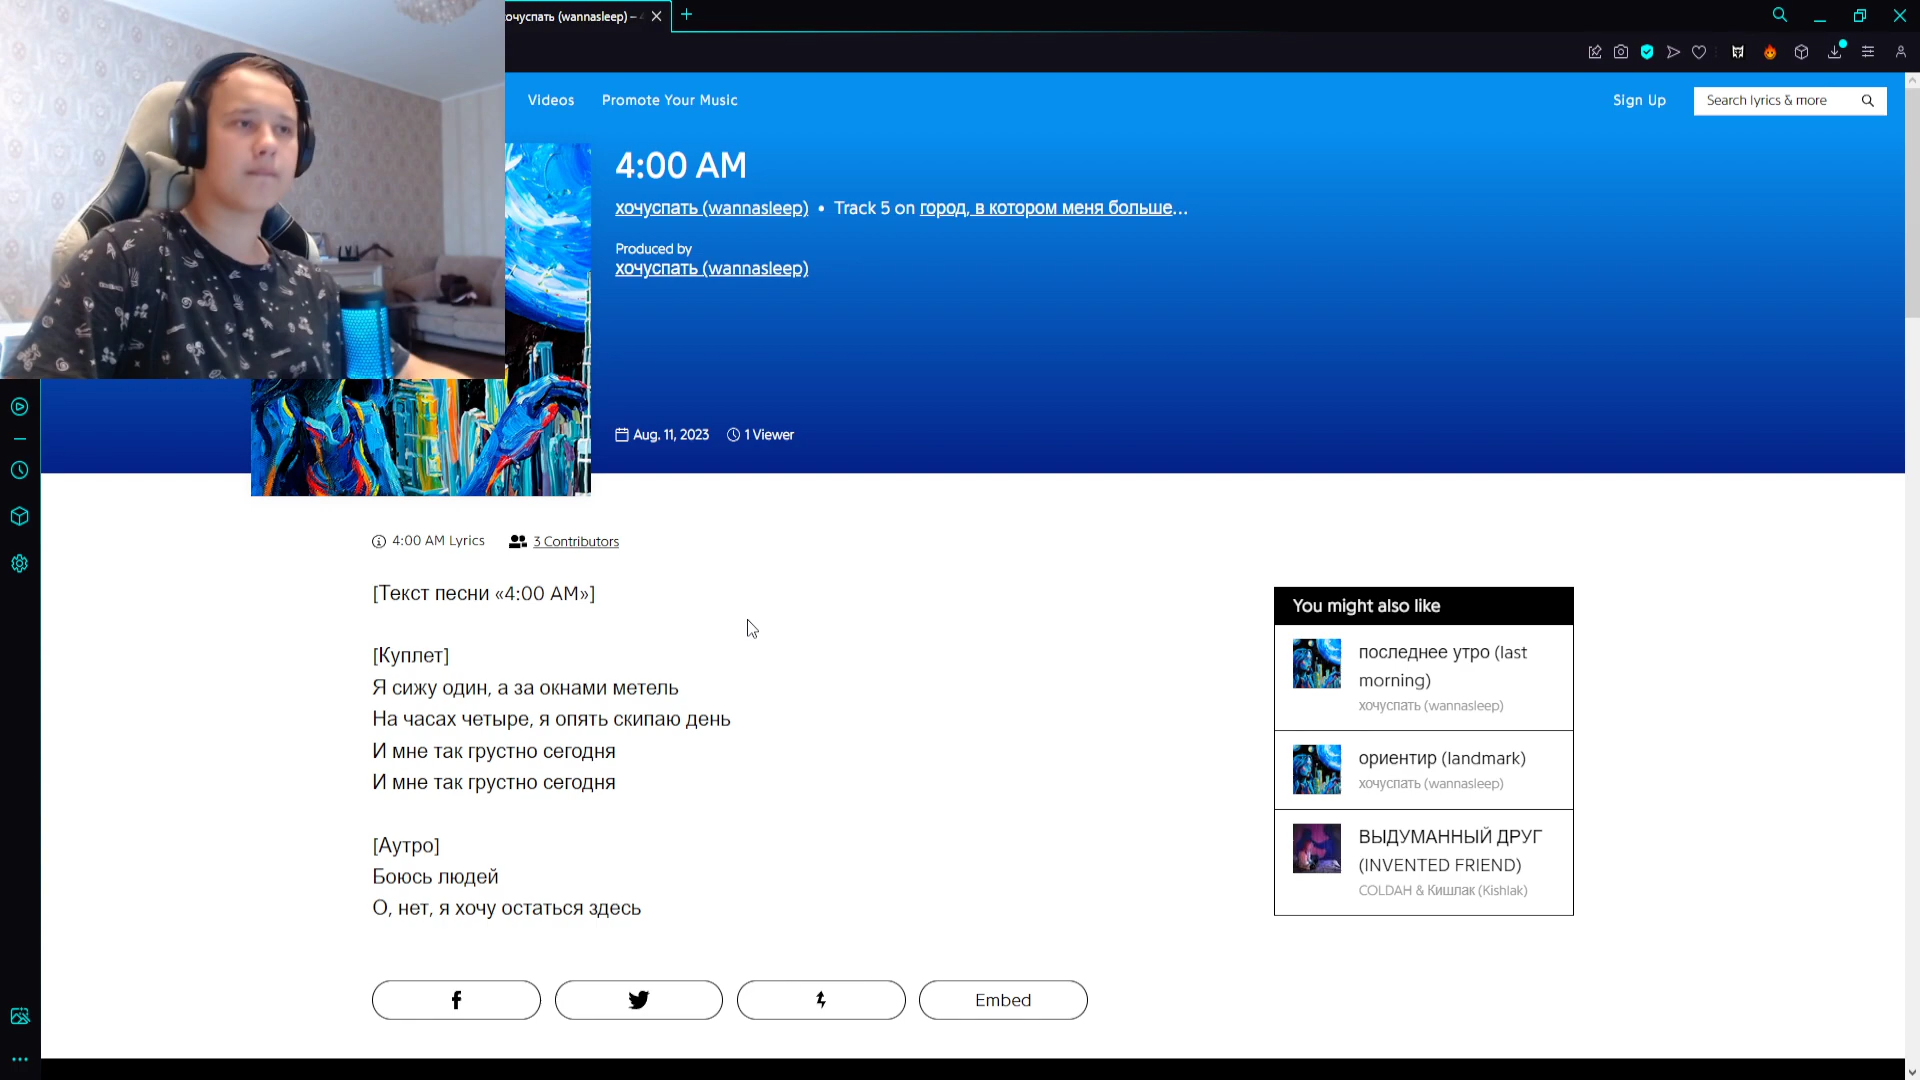 очуспать (wannasleep) –
Videos
Promote Your Music
Sign Up
Search lyrics & more
4:00 AM
хочуспать (wannasleep) • Track 5 on город, в котором меня больше...
Produced by
хочуспать (wannasleep)
Aug. 11, 2023
1 Viewer
4:00 AM Lyrics
3 Contributors
[Текст песни «4:00 AM»]
[Куплет]
Я сижу один, а за окнами метель
На часах четыре, я опять скипаю день
И мне так грустно сегодня
И мне так грустно сегодня
[Аутро]
Боюсь людей
О, нет, я хочу остаться здесь
Embed
You might also like
последнее утро (last
morning)
хочуспать (wannasleep)
ориентир (landmark)
хочуспать (wannasleep)
ВЫДУМАННЫЙ ДРУГ
(INVENTED FRIEND)
COLDAH & Кишлак (Kishlak)